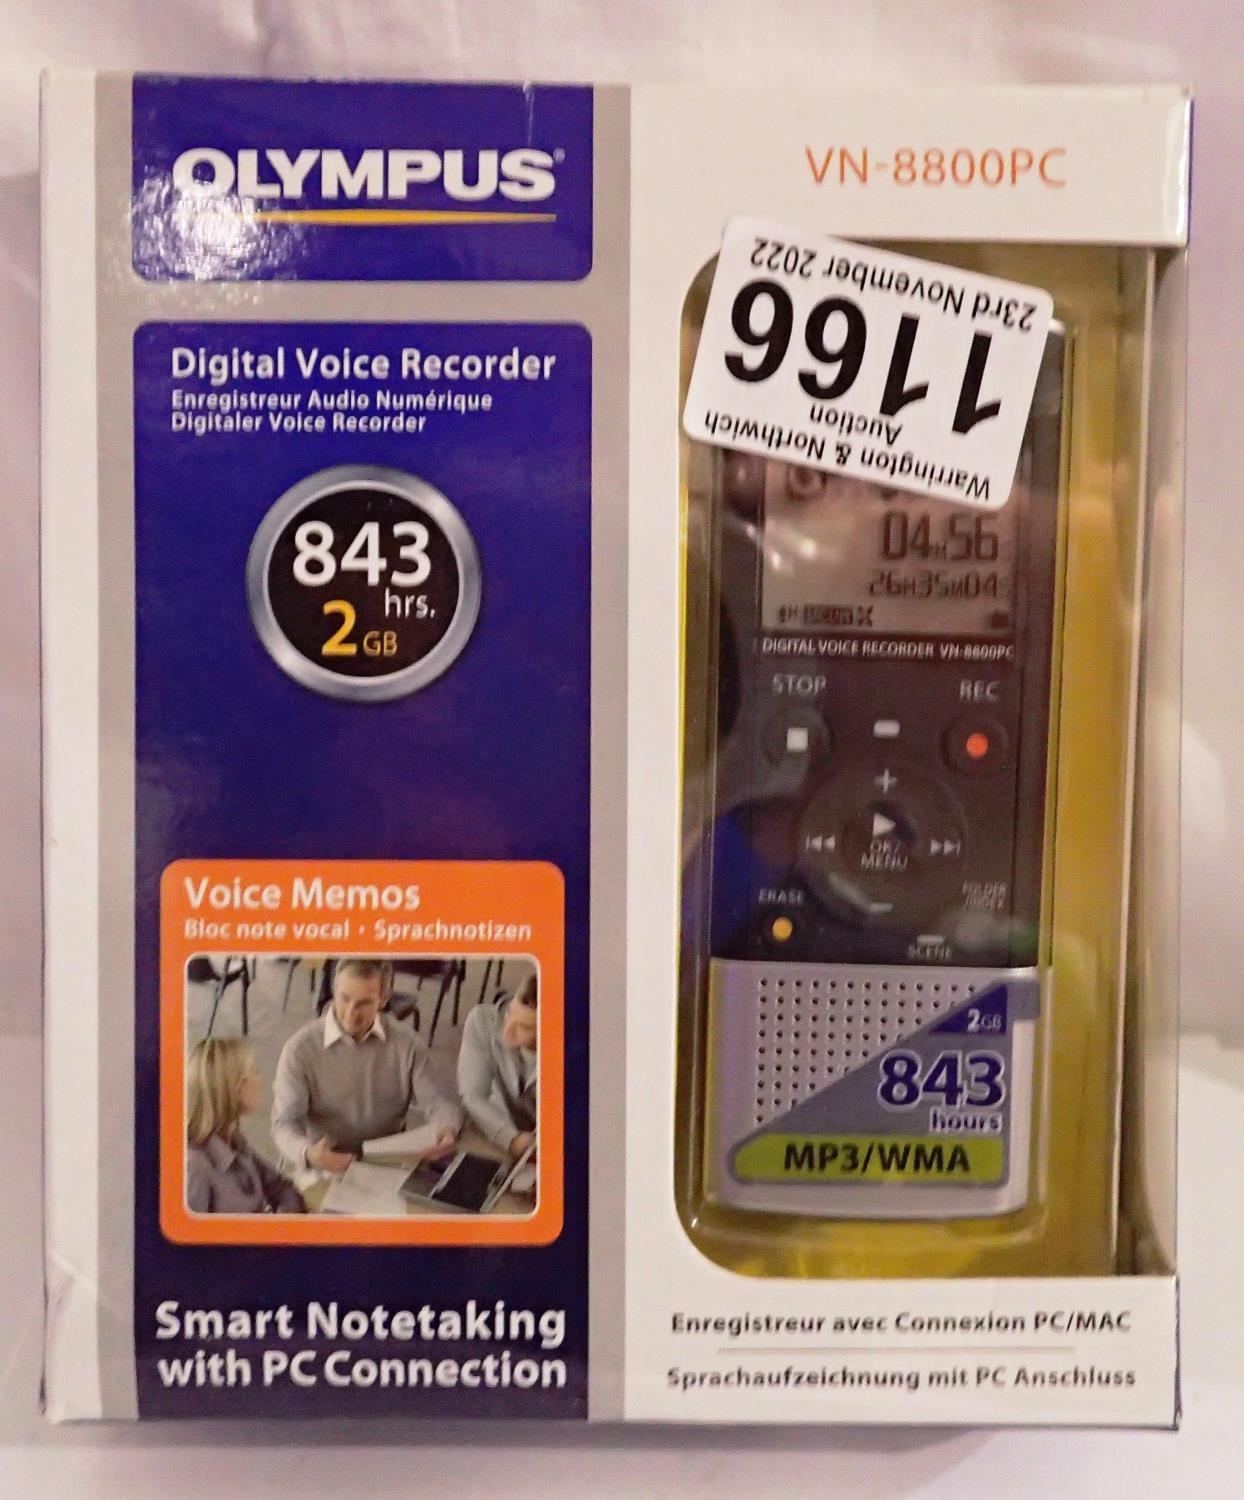 OLYMPUS
VN-8800PC
23rd November 2022
1166
Auction
Warrington & Northwich
Digital Voice Recorder
Enregistreur Audio Numérique
Digitaler Voice Recorder
843
hrs.
2 GB
04M56
26H35M04S
DIGITAL VOICE RECORDER VN-8800PC
STOP
REC
+
OK/
MENU
ERASE
FOLDER
/INDEX
SCENE
2GB
843
hours
MP3/WMA
Voice Memos
Bloc note vocal • Sprachnotizen
Smart Notetaking
with PC Connection
Enregistreur avec Connexion PC/MAC
Sprachaufzeichnung mit PC Anschluss